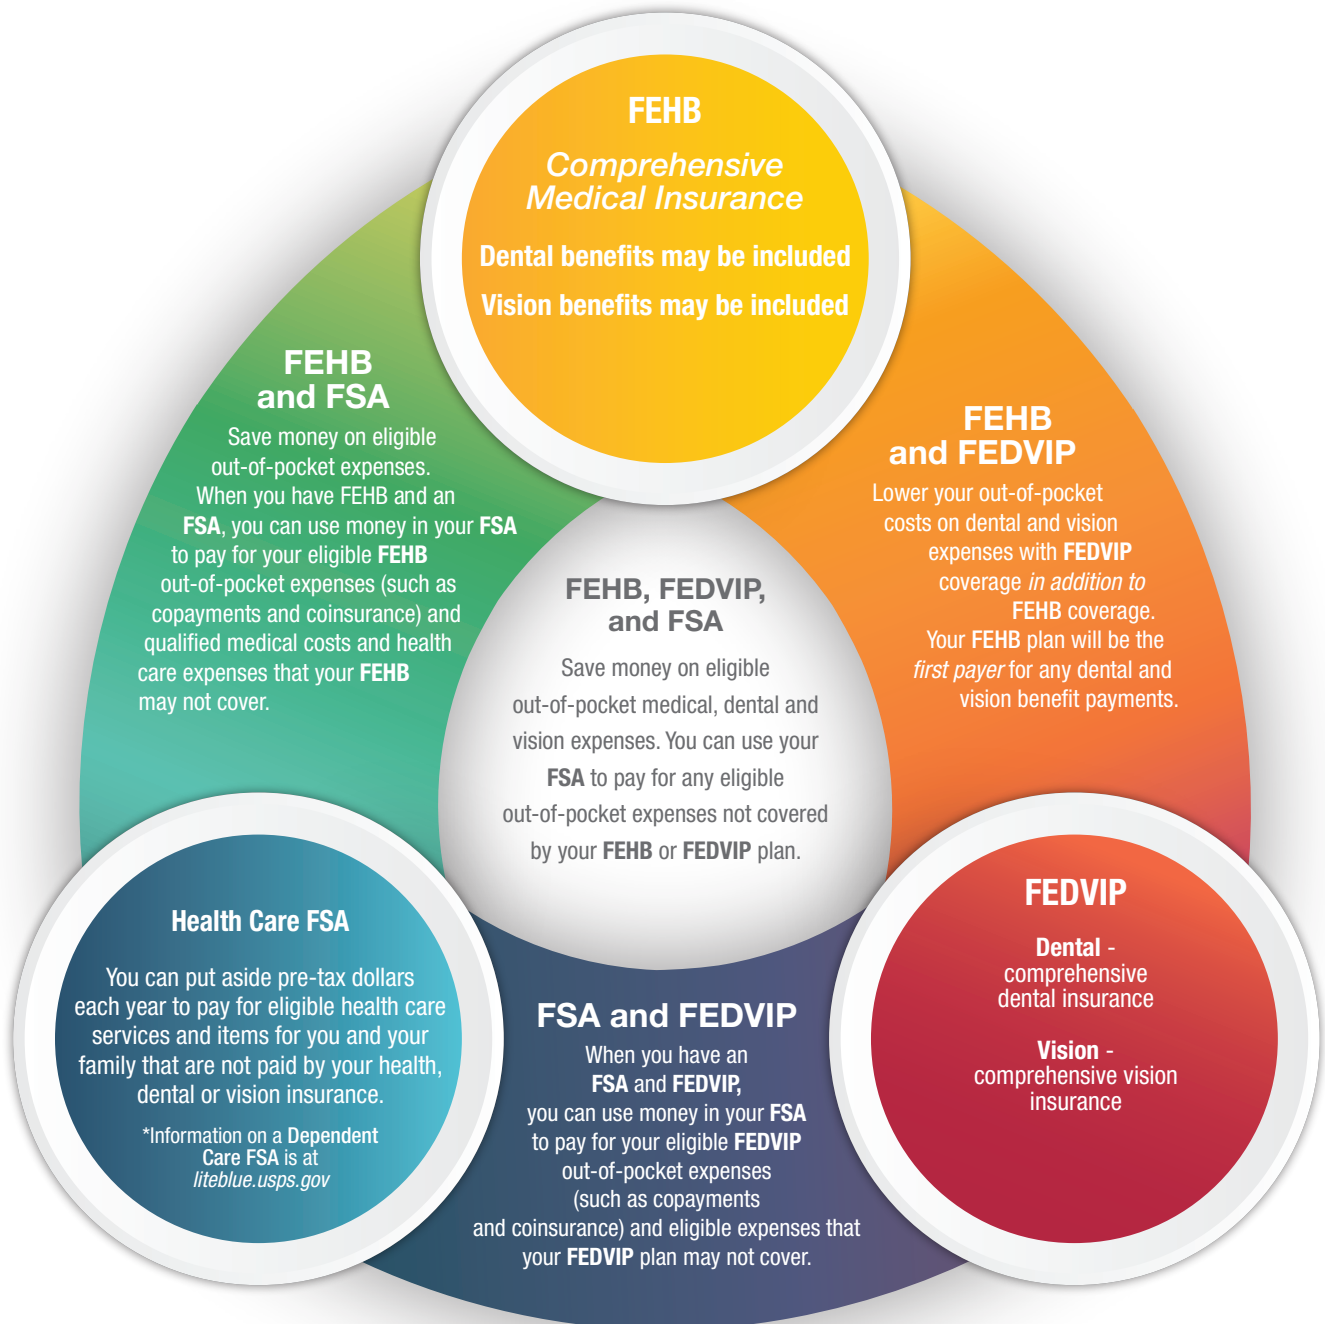 FEHB
Comprehensive
Medical Insurance
Dental benefits may be included
Vision benefits may be included
FEHB
and FSA
Save money on eligible
out-of-pocket expenses.
When you have FEHB and an
FSA, you can use money in your FSA
to pay for your eligible FEHB
out-of-pocket expenses (such as
copayments and coinsurance) and
qualified medical costs and health
care expenses that your FEHB
may not cover.
FEHB
and FEDVIP
Lower your out-of-pocket
costs on dental and vision
expenses with FEDVIP
coverage in addition to
FEHB coverage.
Your FEHB plan will be the
first payer for any dental and
vision benefit payments.
FEHB, FEDVIP,
and FSA
Save money on eligible
out-of-pocket medical, dental and
vision expenses. You can use your
FSA to pay for any eligible
out-of-pocket expenses not covered
by your FEHB or FEDVIP plan.
Health Care FSA
You can put aside pre-tax dollars
each year to pay for eligible health care
services and items for you and your
family that are not paid by your health,
dental or vision insurance.
*Information on a Dependent
Care FSA is at
liteblue.usps.gov
FSA and FEDVIP
When you have an
FSA and FEDVIP,
you can use money in your FSA
to pay for your eligible FEDVIP
out-of-pocket expenses
(such as copayments
and coinsurance) and eligible expenses that
your FEDVIP plan may not cover.
FEDVIP
Dental -
comprehensive
dental insurance
Vision -
comprehensive vision
insurance